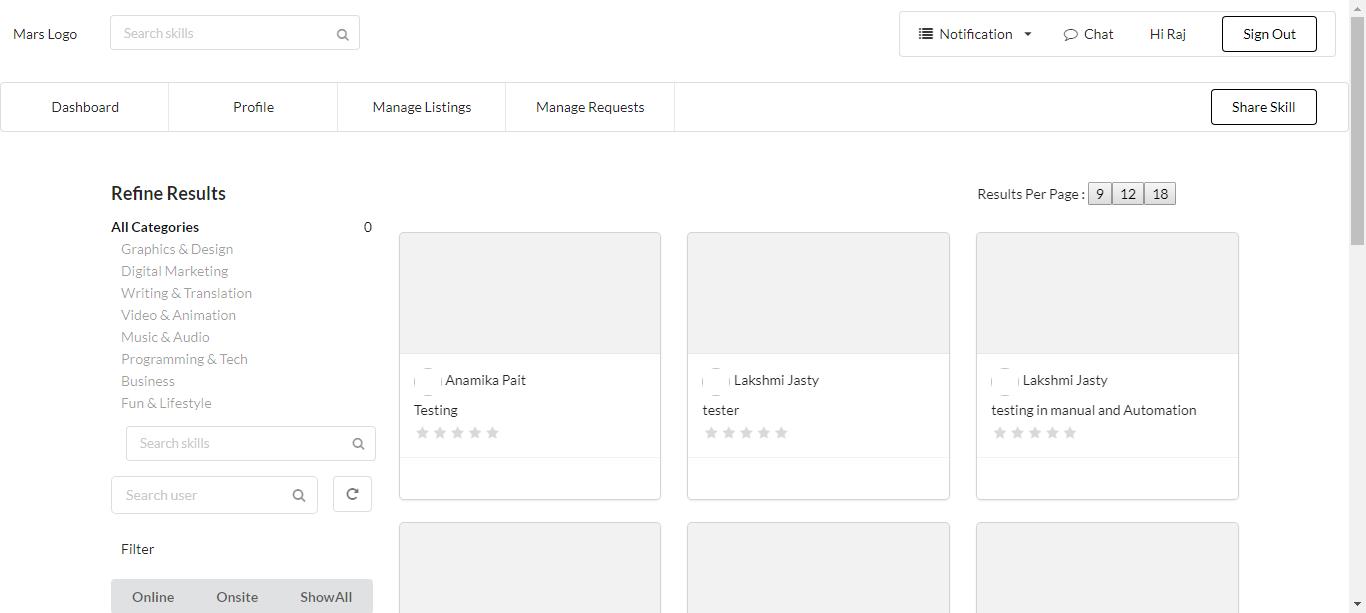 Mars Logo
Search skills
Notification
Chat
Hi Raj
Sign Out
Dashboard
Profile
Manage Listings
Manage Requests
Share Skill
Refine Results
Results Per Page : 9 12 18
All Categories 0
Graphics & Design
Digital Marketing
Writing & Translation
Video & Animation
Music & Audio
Programming & Tech
Business
Fun & Lifestyle
Search skills
Search user
Filter
Online
Onsite
ShowAll
Anamika Pait
Testing
Lakshmi Jasty
tester
Lakshmi Jasty
testing in manual and Automation